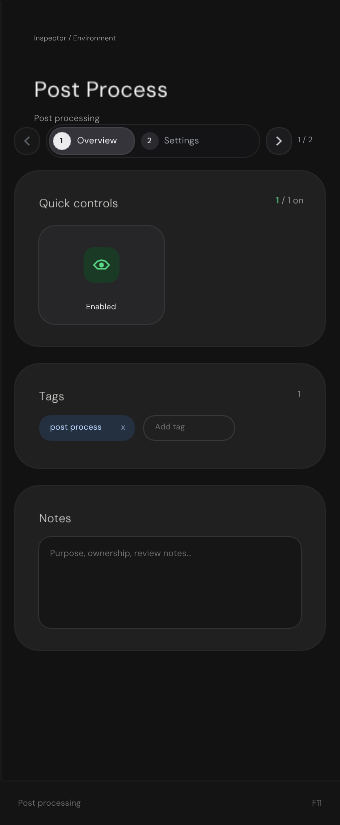 Inspector / Environment
Post Process
Post processing
1 Overview 2 Settings 1 / 2
Quick controls 1 / 1 on
Enabled
Tags 1
post process x Add tag
Notes
Purpose, ownership, review notes...
Post processing F11